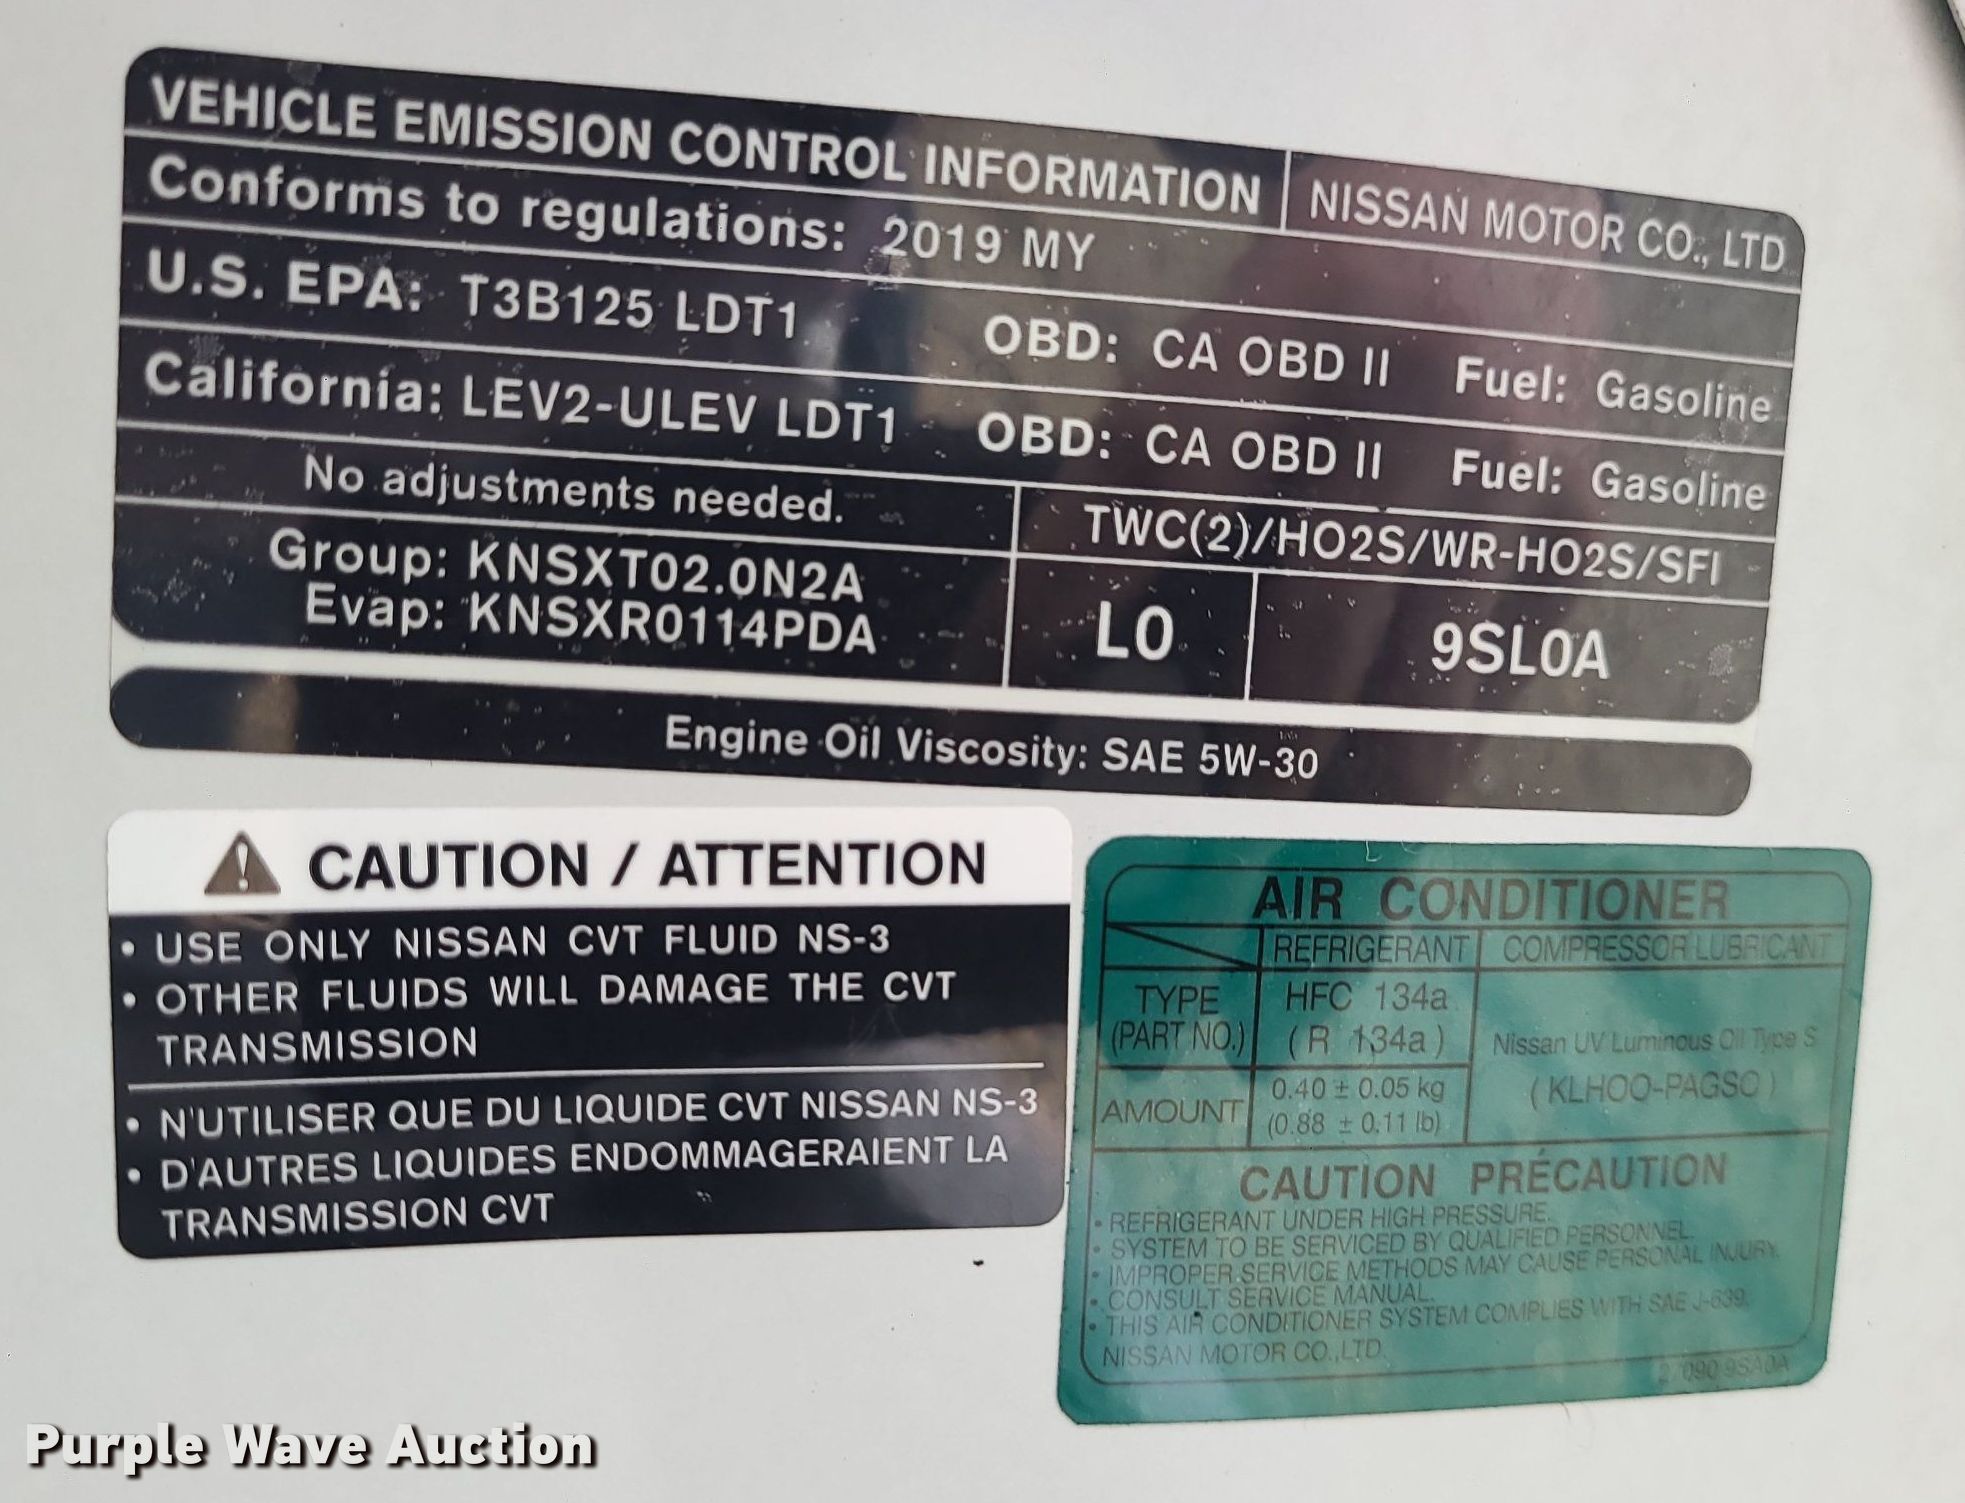 VEHICLE EMISSION CONTROL INFORMATION NISSAN MOTOR CO., LTD
Conforms to regulations: 2019 MY
U.S. EPA: T3B125 LDT1 OBD: CA OBD II Fuel: Gasoline
California: LEV2-ULEV LDT1 OBD: CA OBD II Fuel: Gasoline
No adjustments needed. TWC(2)/HO2S/WR-HO2S/SFI
Group: KNSXT02.0N2A
Evap: KNSXR0114PDA
L0 9SL0A
Engine Oil Viscosity: SAE 5W-30
CAUTION / ATTENTION
• USE ONLY NISSAN CVT FLUID NS-3
• OTHER FLUIDS WILL DAMAGE THE CVT
TRANSMISSION
• N'UTILISER QUE DU LIQUIDE CVT NISSAN NS-3
• D'AUTRES LIQUIDES ENDOMMAGERAIENT LA
TRANSMISSION CVT
AIR CONDITIONER
REFRIGERANT COMPRESSOR LUBRICANT
TYPE
(PART NO.)
HFC 134a
(R 134a)
Nissan UV Luminous Oil Type S
(KLHOO-PAGSO)
AMOUNT
0.40 ± 0.05 kg
(0.88 ± 0.11 lb)
CAUTION PRÉCAUTION
• REFRIGERANT UNDER HIGH PRESSURE.
• SYSTEM TO BE SERVICED BY QUALIFIED PERSONNEL.
• IMPROPER SERVICE METHODS MAY CAUSE PERSONAL INJURY.
• CONSULT SERVICE MANUAL.
• THIS AIR CONDITIONER SYSTEM COMPLIES WITH SAE J-639.
NISSAN MOTOR CO.,LTD.
9SA0A
Purple Wave Auction